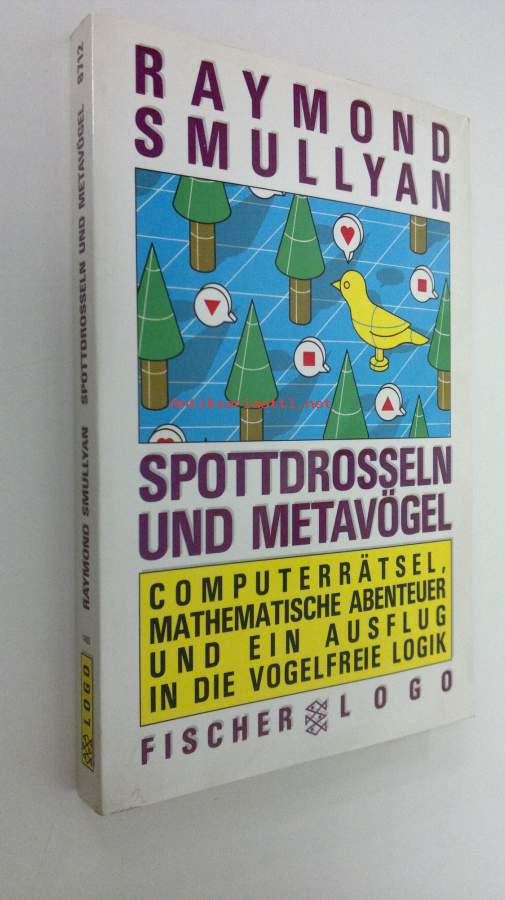 RAYMOND
SMULLYAN
antikvariaatti.net
SPOTTDROSSELN
UND METAVÖGEL
COMPUTERRÄTSEL,
MATHEMATISCHE ABENTEUER
UND EIN AUSFLUG
IN DIE VOGELFREIE LOGIK
FISCHER LOGO
RAYMOND SMULLYAN SPOTTDROSSELN UND METAVÖGEL 8712
LOGO